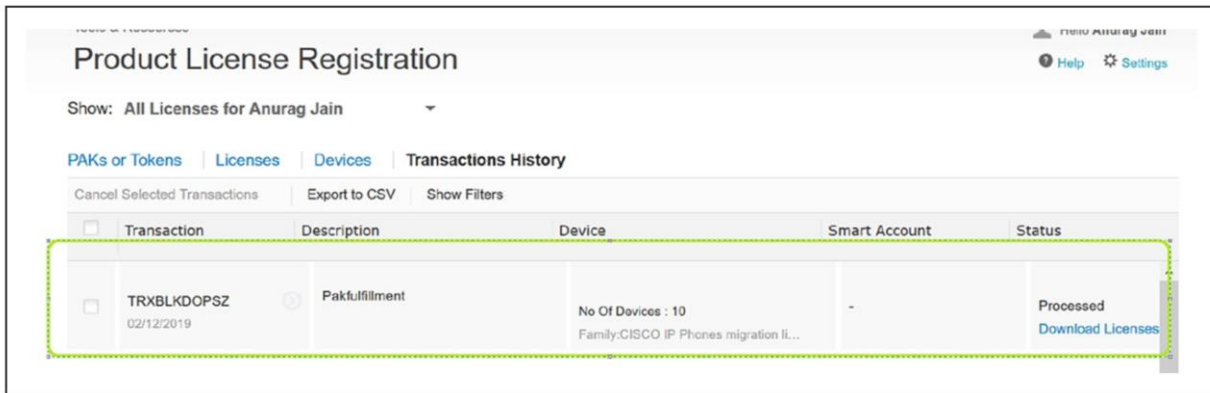 Hello Anurag Jain
Product License Registration
Help Settings
Show: All Licenses for Anurag Jain
PAKs or Tokens Licenses Devices Transactions History
Cancel Selected Transactions Export to CSV Show Filters
Transaction Description Device Smart Account Status
TRXBLKDOPSZ Pakfulfillment No Of Devices : 10 - Processed
02/12/2019 Family:CISCO IP Phones migration li... Download Licenses